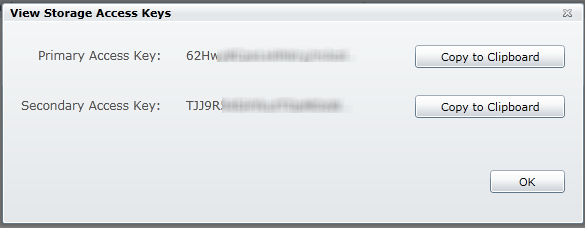 View Storage Access Keys
Primary Access Key: 62Hw Copy to Clipboard
Secondary Access Key: TJJ9R Copy to Clipboard
OK